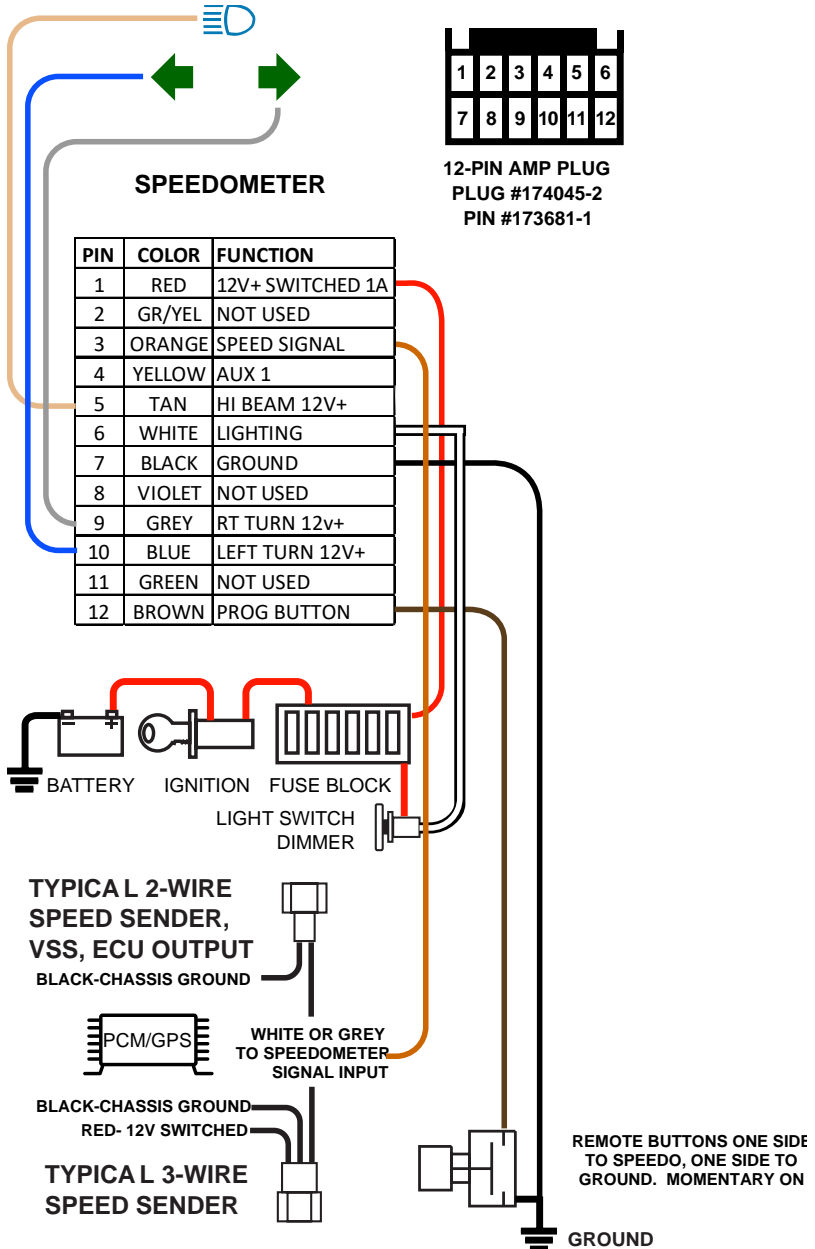 1 2 3 4 5 6
7 8 9 10 11 12
12-PIN AMP PLUG
PLUG #174045-2
PIN #173681-1
SPEEDOMETER
PIN COLOR FUNCTION
1 RED 12V+ SWITCHED 1A
2 GR/YEL NOT USED
3 ORANGE SPEED SIGNAL
4 YELLOW AUX 1
5 TAN HI BEAM 12V+
6 WHITE LIGHTING
7 BLACK GROUND
8 VIOLET NOT USED
9 GREY RT TURN 12v+
10 BLUE LEFT TURN 12V+
11 GREEN NOT USED
12 BROWN PROG BUTTON
BATTERY IGNITION FUSE BLOCK
LIGHT SWITCH
DIMMER
TYPICAL 2-WIRE
SPEED SENDER,
VSS, ECU OUTPUT
BLACK-CHASSIS GROUND
PCM/GPS
WHITE OR GREY
TO SPEEDOMETER
SIGNAL INPUT
BLACK-CHASSIS GROUND
RED- 12V SWITCHED
TYPICAL 3-WIRE
SPEED SENDER
REMOTE BUTTONS ONE SIDE
TO SPEEDO, ONE SIDE TO
GROUND. MOMENTARY ON
GROUND